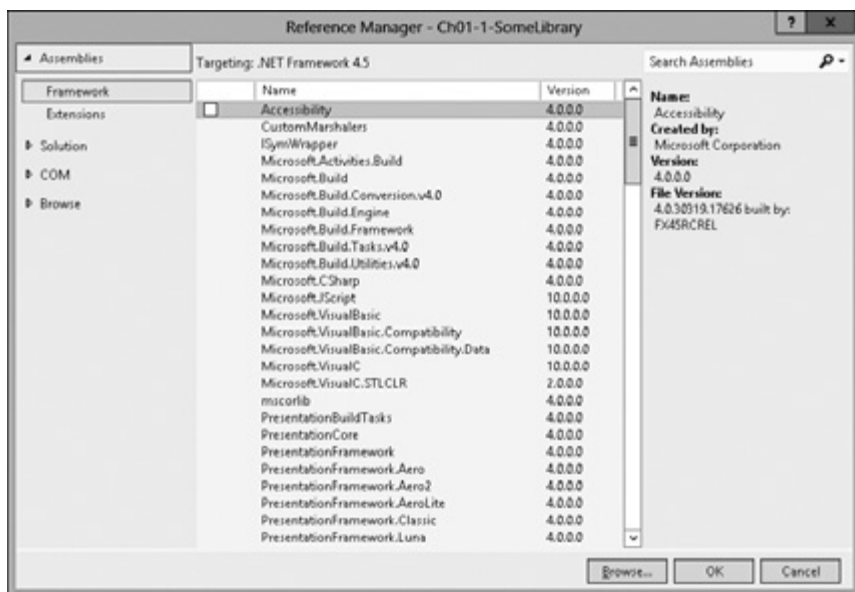 Reference Manager - Ch01-1-SomeLibrary
? x
Assemblies
Framework
Extensions
Solution
COM
Browse
Targeting: .NET Framework 4.5
Name Version
Accessibility 4.0.0.0
CustomMarshalers 4.0.0.0
ISymWrapper 4.0.0.0
Microsoft.Activities.Build 4.0.0.0
Microsoft.Build 4.0.0.0
Microsoft.Build.Conversion.v4.0 4.0.0.0
Microsoft.Build.Engine 4.0.0.0
Microsoft.Build.Framework 4.0.0.0
Microsoft.Build.Tasks.v4.0 4.0.0.0
Microsoft.Build.Utilities.v4.0 4.0.0.0
Microsoft.CSharp 4.0.0.0
Microsoft.JScript 10.0.0.0
Microsoft.VisualBasic 10.0.0.0
Microsoft.VisualBasic.Compatibility 10.0.0.0
Microsoft.VisualBasic.Compatibility.Data 10.0.0.0
Microsoft.VisualC 10.0.0.0
Microsoft.VisualC.STLCLR 2.0.0.0
mscorlib 4.0.0.0
PresentationBuildTasks 4.0.0.0
PresentationCore 4.0.0.0
PresentationFramework 4.0.0.0
PresentationFramework.Aero 4.0.0.0
PresentationFramework.Aero2 4.0.0.0
PresentationFramework.AeroLite 4.0.0.0
PresentationFramework.Classic 4.0.0.0
PresentationFramework.Luna 4.0.0.0
Search Assemblies
Name:
Accessibility
Created by:
Microsoft Corporation
Version:
4.0.0.0
File Version:
4.0.30319.17626 built by:
FX45RCREL
Browse... OK Cancel